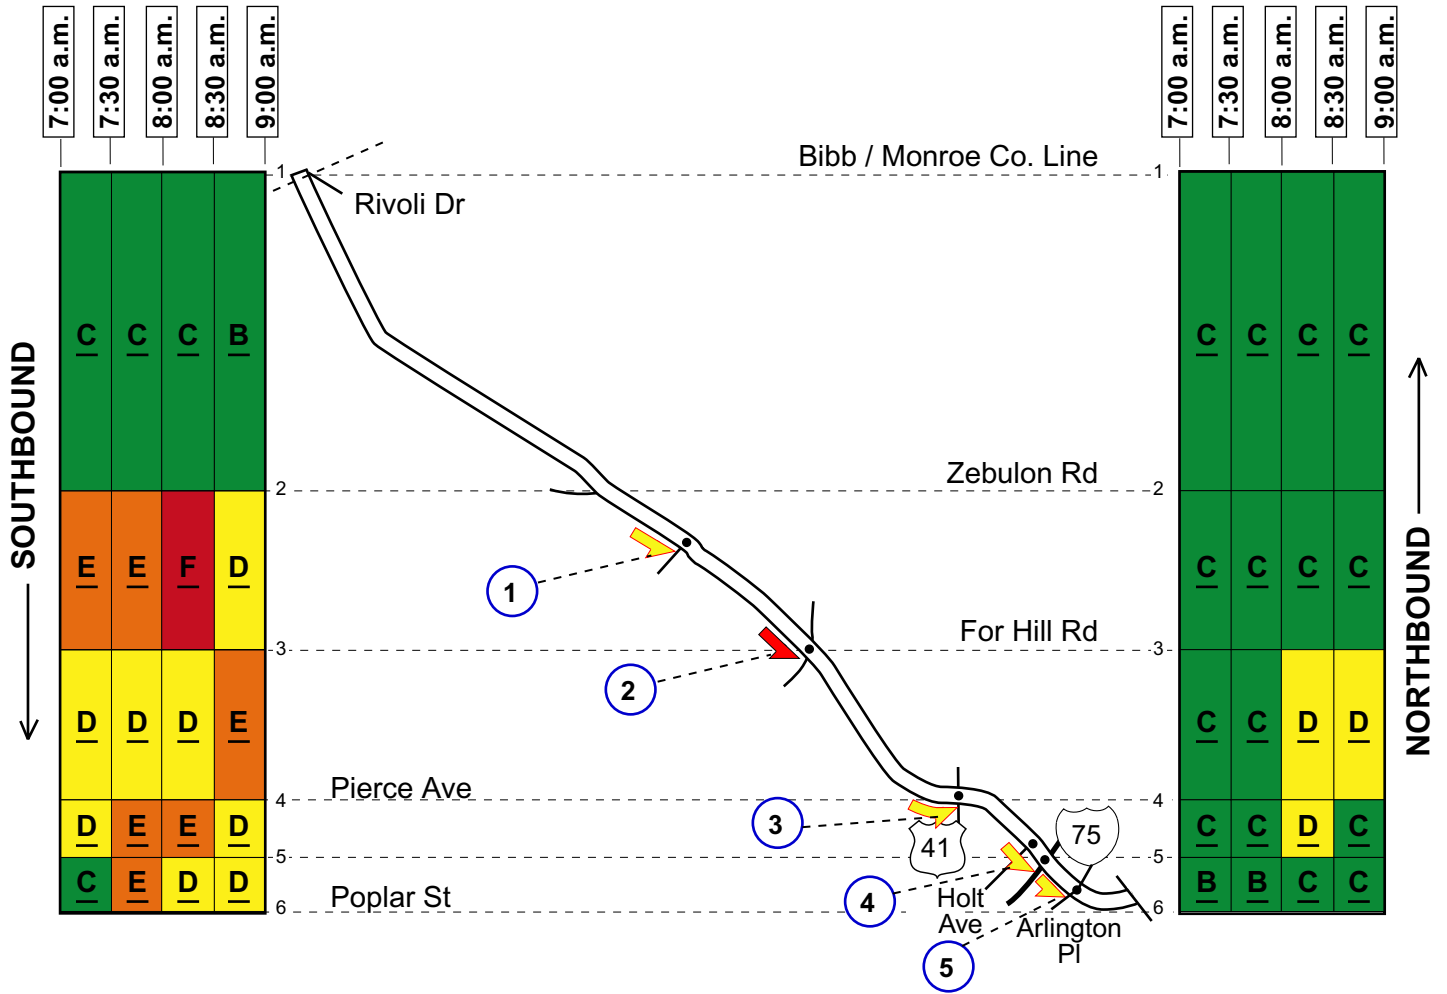 7:00 a.m.
7:30 a.m.
8:00 a.m.
8:30 a.m.
9:00 a.m.
7:00 a.m.
7:30 a.m.
8:00 a.m.
8:30 a.m.
9:00 a.m.
1 Bibb / Monroe Co. Line 1
Rivoli Dr
C C C B
C C C C
SOUTHBOUND
NORTHBOUND
Zebulon Rd
2 2
E E F D
C C C C
1
For Hill Rd
3 3
2
D D D E
C C D D
Pierce Ave
4 4
3
D E E D
41
75
C C D C
5 5
C E D D
4
Holt
Ave
B B C C
Poplar St
6 6
Arlington
Pl
5